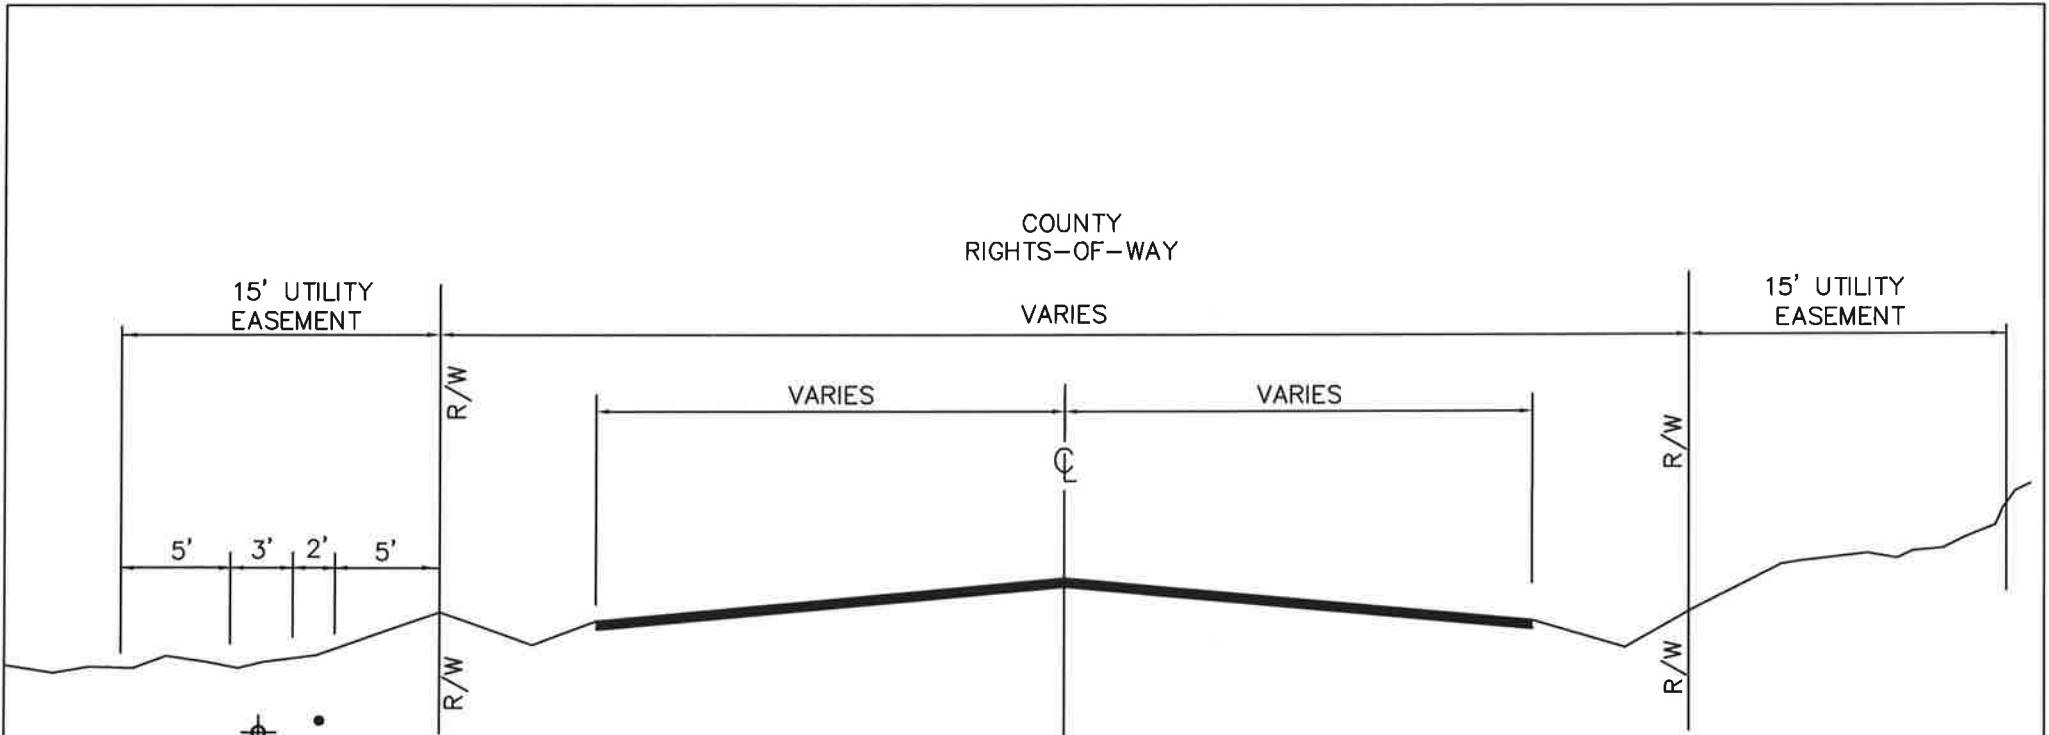 COUNTY
RIGHTS-OF-WAY
15' UTILITY
EASEMENT
VARIES
15' UTILITY
EASEMENT
R/W
VARIES
VARIES
R/W
℄
5' 3' 2' 5'
R/W
R/W